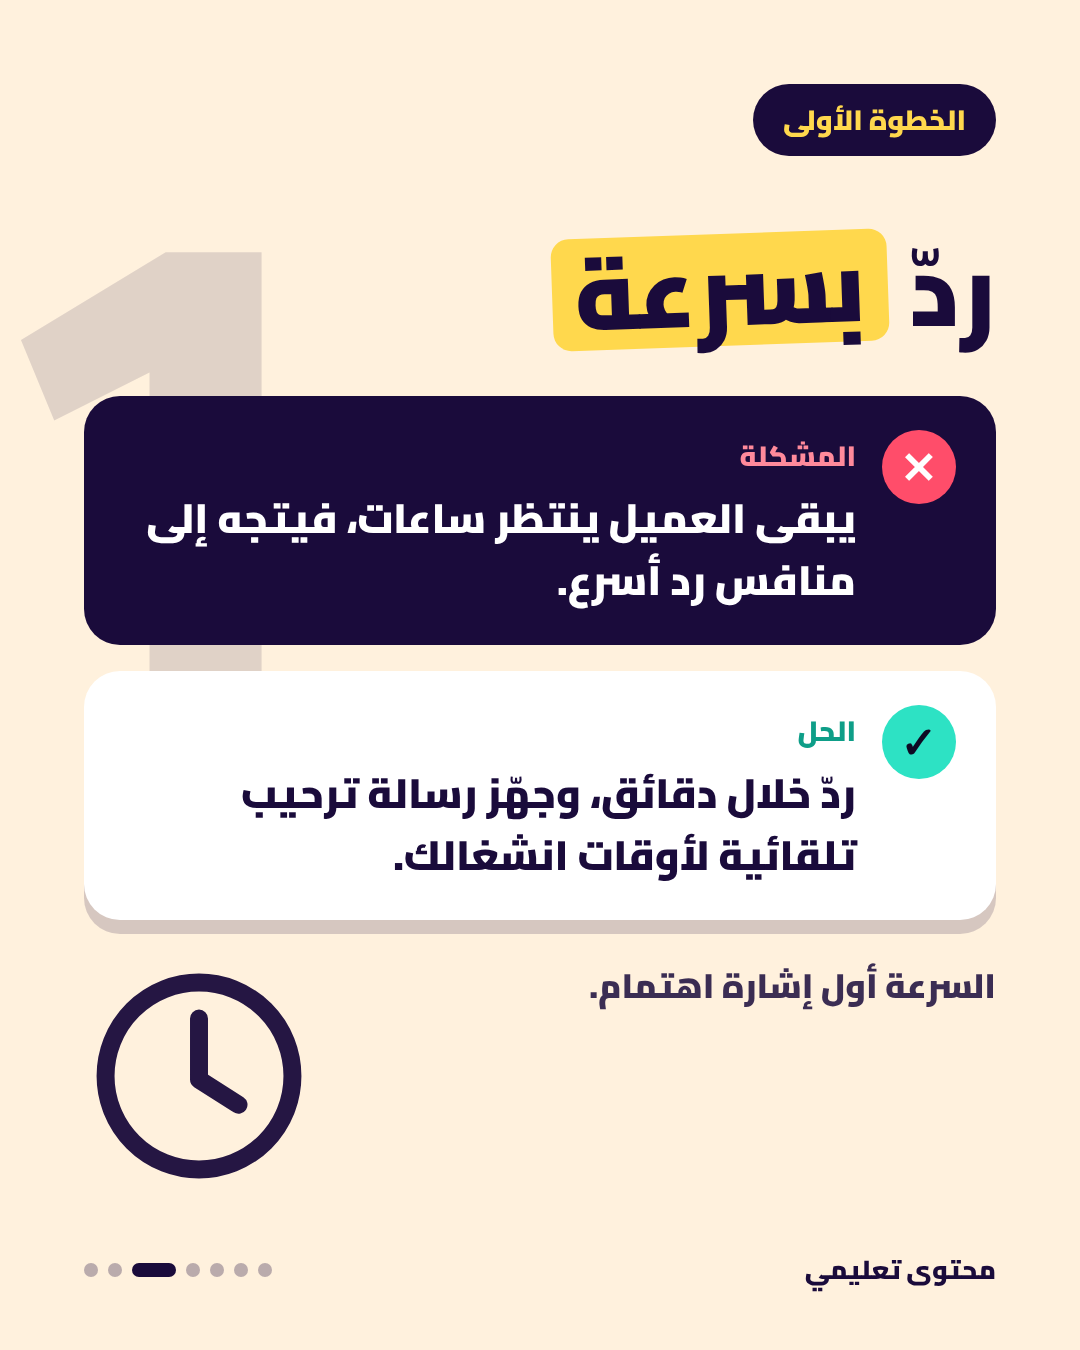 الخطوة الأولى
ردّ بسرعة
1
المشكلة
يبقى العميل ينتظر ساعات، فيتجه إلى
منافس رد أسرع.
الحل
ردّ خلال دقائق، وجهّز رسالة ترحيب
تلقائية لأوقات انشغالك.
السرعة أول إشارة اهتمام.
محتوى تعليمي